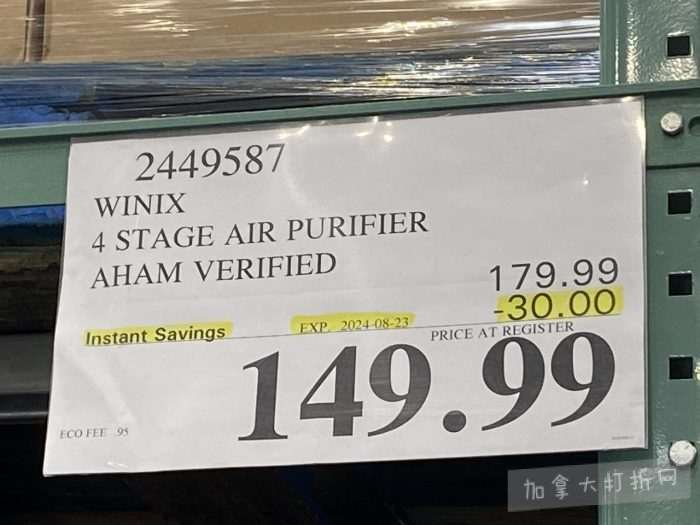 2449587
WINIX
4 STAGE AIR PURIFIER
AHAM VERIFIED
179.99
-30.00
Instant Savings EXP. 2024-08-23 PRICE AT REGISTER
149.99
ECO FEE .95
加拿大打折网